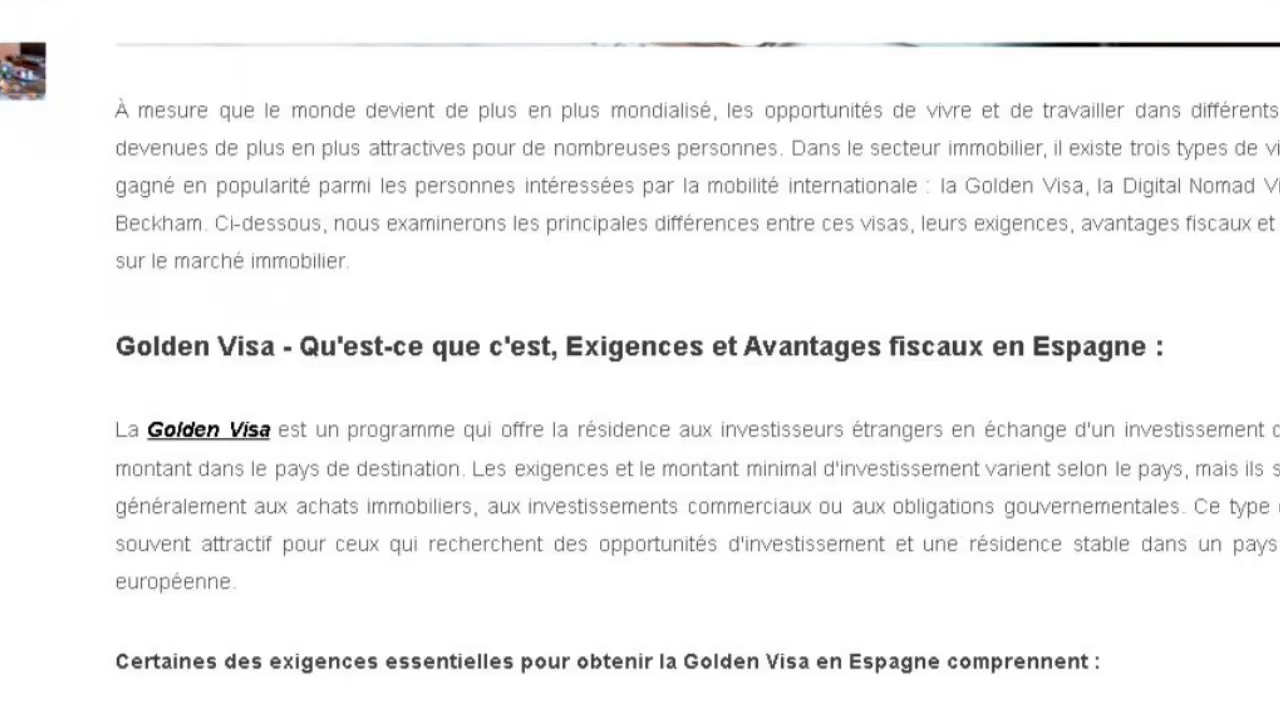 À mesure que le monde devient de plus en plus mondialisé, les opportunités de vivre et de travailler dans différents
devenues de plus en plus attractives pour de nombreuses personnes. Dans le secteur immobilier, il existe trois types de vi
gagné en popularité parmi les personnes intéressées par la mobilité internationale : la Golden Visa, la Digital Nomad Vi
Beckham. Ci-dessous, nous examinerons les principales différences entre ces visas, leurs exigences, avantages fiscaux et
sur le marché immobilier.
Golden Visa - Qu'est-ce que c'est, Exigences et Avantages fiscaux en Espagne :
La Golden Visa est un programme qui offre la résidence aux investisseurs étrangers en échange d'un investissement
montant dans le pays de destination. Les exigences et le montant minimal d'investissement varient selon le pays, mais ils s
généralement aux achats immobiliers, aux investissements commerciaux ou aux obligations gouvernementales. Ce type
souvent attractif pour ceux qui recherchent des opportunités d'investissement et une résidence stable dans un pays
européenne.
Certaines des exigences essentielles pour obtenir la Golden Visa en Espagne comprennent :